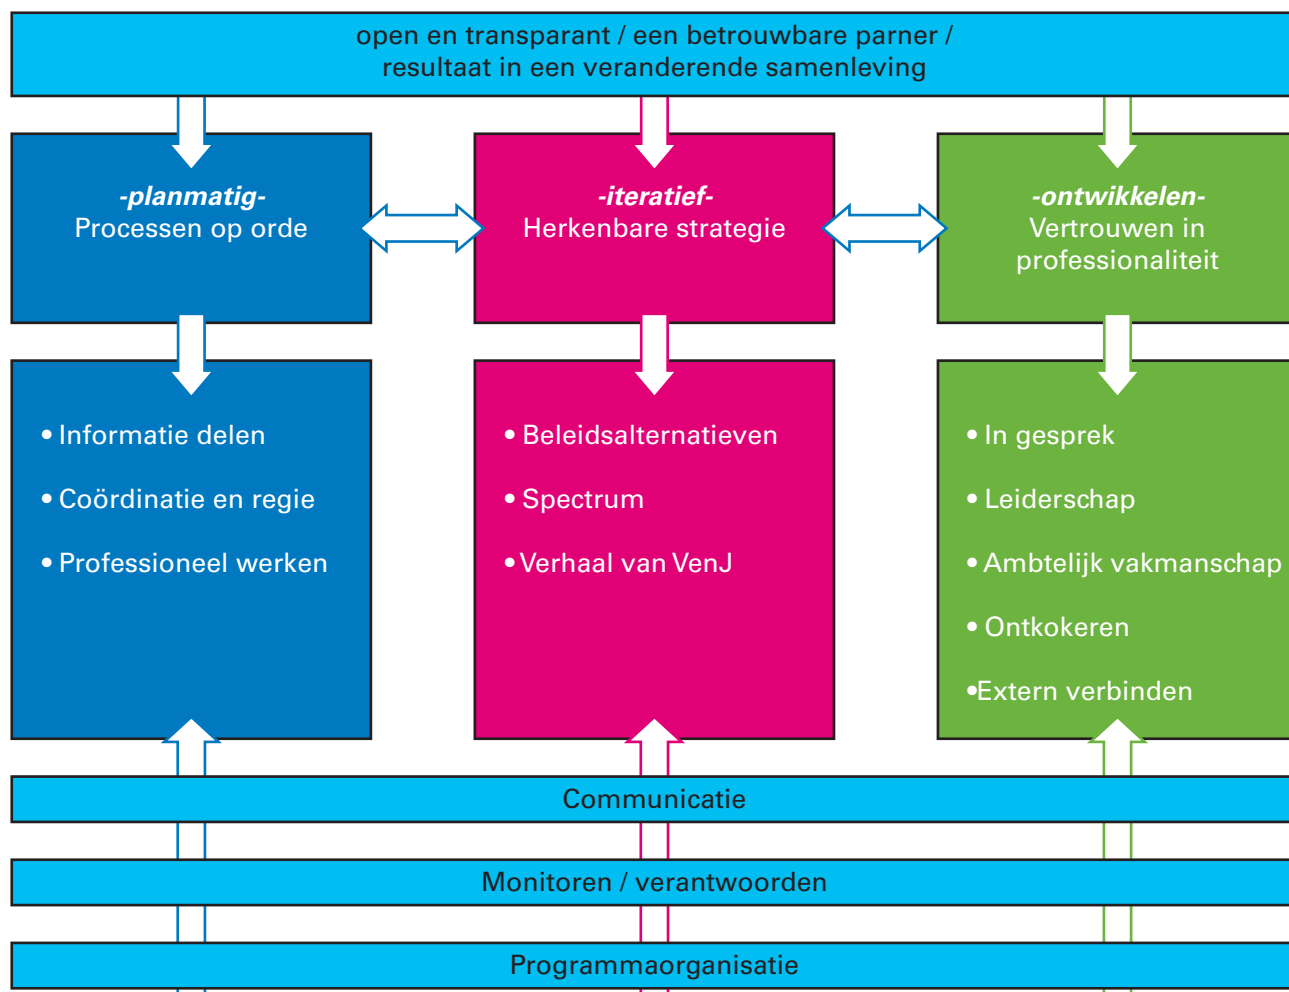 open en transparant / een betrouwbare parner /
resultaat in een veranderende samenleving
-planmatig-
Processen op orde
-iteratief-
Herkenbare strategie
-ontwikkelen-
Vertrouwen in
professionaliteit
• Informatie delen
• Coördinatie en regie
• Professioneel werken
• Beleidsalternatieven
• Spectrum
• Verhaal van VenJ
• In gesprek
• Leiderschap
• Ambtelijk vakmanschap
• Ontkokeren
•Extern verbinden
Communicatie
Monitoren / verantwoorden
Programmaorganisatie